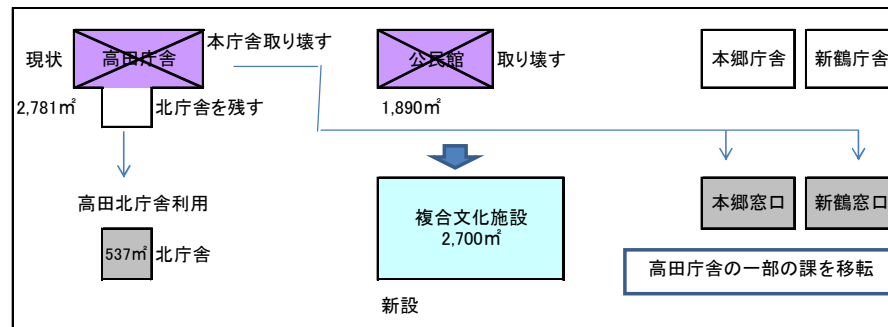 現状
高田庁舎
本庁舎取り壊す
公民館
取り壊す
本郷庁舎
新鶴庁舎
2,781㎡
北庁舎を残す
1,890㎡
高田北庁舎利用
複合文化施設
2,700㎡
本郷窓口
新鶴窓口
537㎡
北庁舎
高田庁舎の一部の課を移転
新設